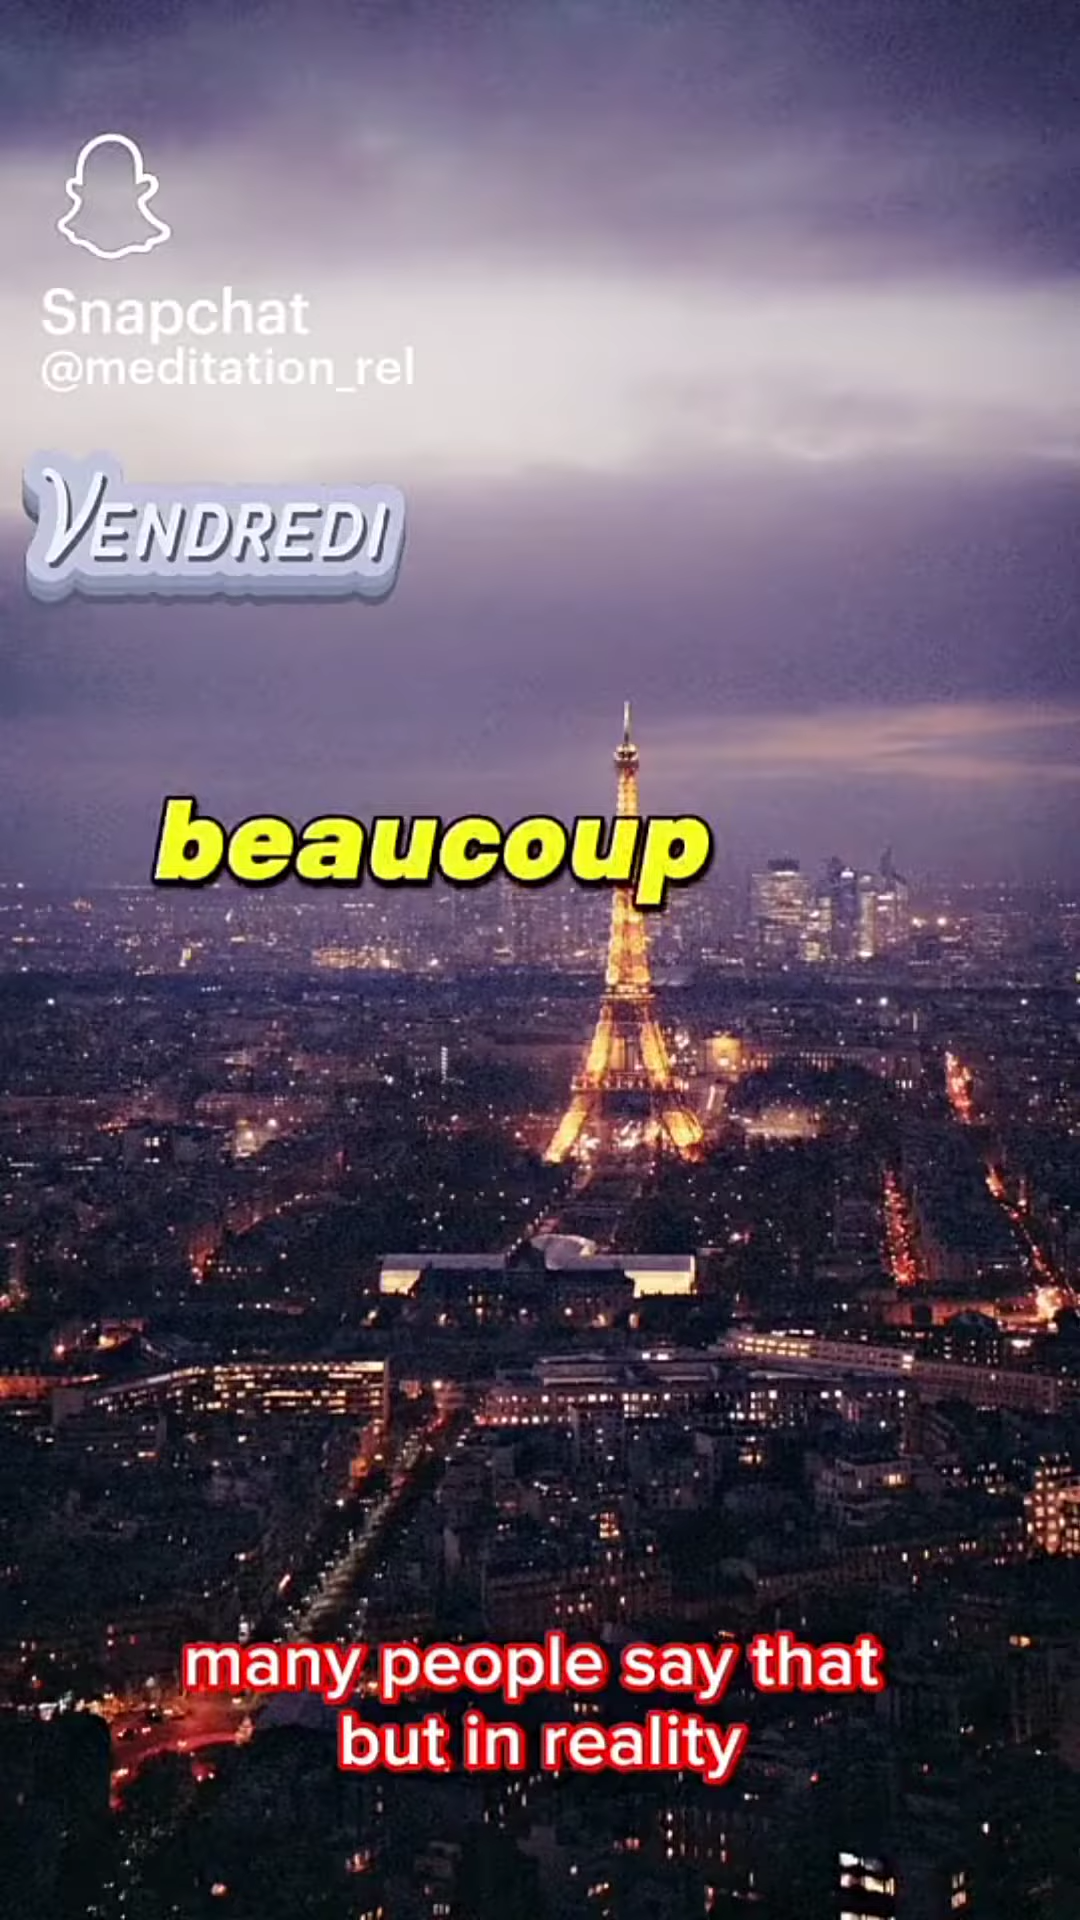 Snapchat
@meditation_rel
VENDREDI
beaucoup
many people say that
but in reality